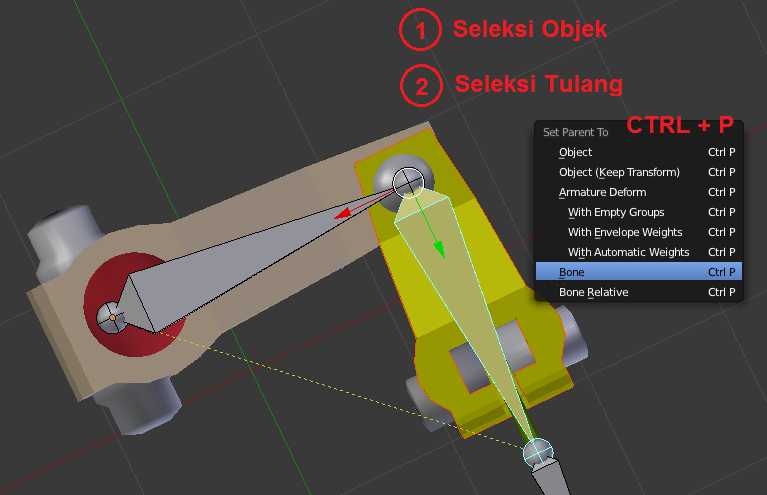 1 Seleksi Objek
2 Seleksi Tulang
CTRL + P
Set Parent To
Object Ctrl P
Object (Keep Transform) Ctrl P
Armature Deform Ctrl P
With Empty Groups Ctrl P
With Envelope Weights Ctrl P
With Automatic Weights Ctrl P
Bone Ctrl P
Bone Relative Ctrl P